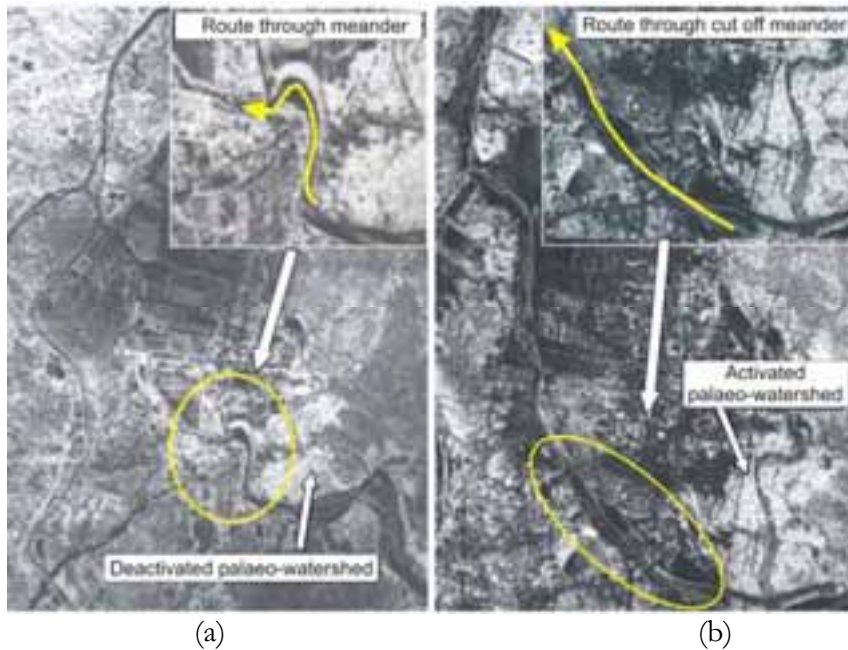 Route through meander
Route through cut off meander
Activated
palaeo-watershed
Deactivated palaeo-watershed
(a)
(b)